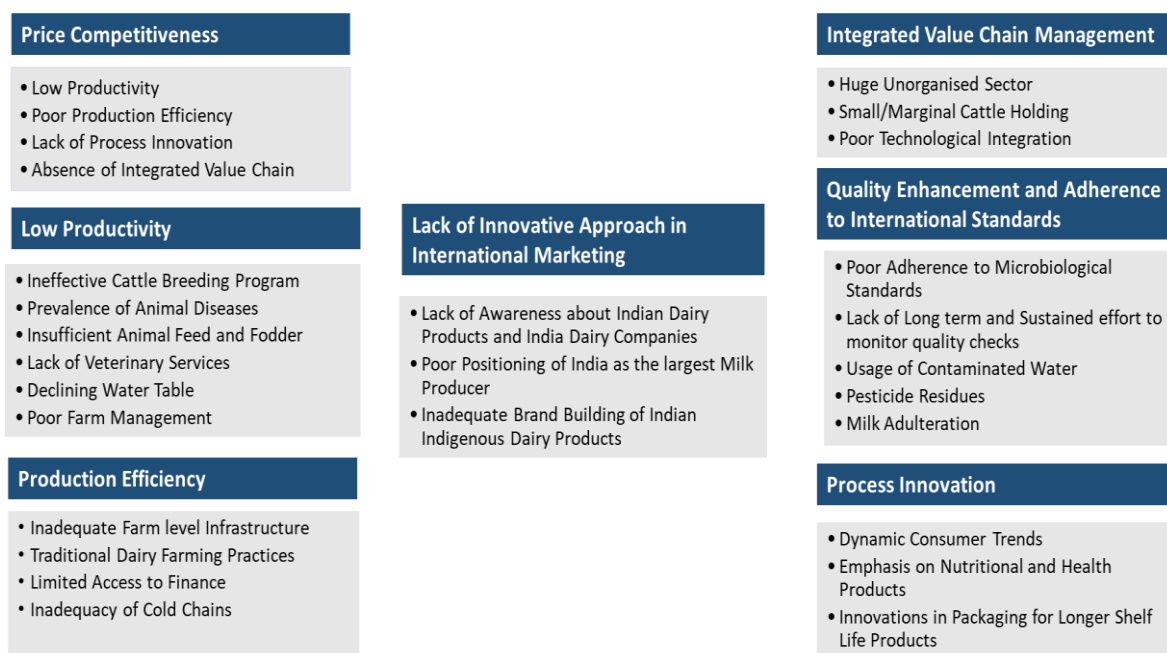 Price Competitiveness
• Low Productivity
• Poor Production Efficiency
• Lack of Process Innovation
• Absence of Integrated Value Chain
Low Productivity
• Ineffective Cattle Breeding Program
• Prevalence of Animal Diseases
• Insufficient Animal Feed and Fodder
• Lack of Veterinary Services
• Declining Water Table
• Poor Farm Management
Production Efficiency
• Inadequate Farm level Infrastructure
• Traditional Dairy Farming Practices
• Limited Access to Finance
• Inadequacy of Cold Chains
Lack of Innovative Approach in
International Marketing
• Lack of Awareness about Indian Dairy
Products and India Dairy Companies
• Poor Positioning of India as the largest Milk
Producer
• Inadequate Brand Building of Indian
Indigenous Dairy Products
Integrated Value Chain Management
• Huge Unorganised Sector
• Small/Marginal Cattle Holding
• Poor Technological Integration
Quality Enhancement and Adherence
to International Standards
• Poor Adherence to Microbiological
Standards
• Lack of Long term and Sustained effort to
monitor quality checks
• Usage of Contaminated Water
• Pesticide Residues
• Milk Adulteration
Process Innovation
• Dynamic Consumer Trends
• Emphasis on Nutritional and Health
Products
• Innovations in Packaging for Longer Shelf
Life Products